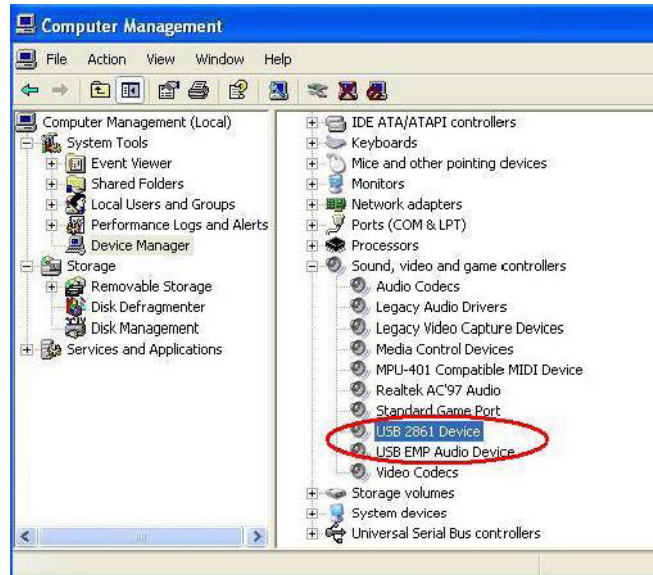 Computer Management
File Action View Window Help
Computer Management (Local)
System Tools
Event Viewer
Shared Folders
Local Users and Groups
Performance Logs and Alerts
Device Manager
Storage
Removable Storage
Disk Defragmenter
Disk Management
Services and Applications
IDE ATA/ATAPI controllers
Keyboards
Mice and other pointing devices
Monitors
Network adapters
Ports (COM & LPT)
Processors
Sound, video and game controllers
Audio Codecs
Legacy Audio Drivers
Legacy Video Capture Devices
Media Control Devices
MPU-401 Compatible MIDI Device
Realtek AC'97 Audio
Standard Game Port
USB 2861 Device
USB EMP Audio Device
Video Codecs
Storage volumes
System devices
Universal Serial Bus controllers